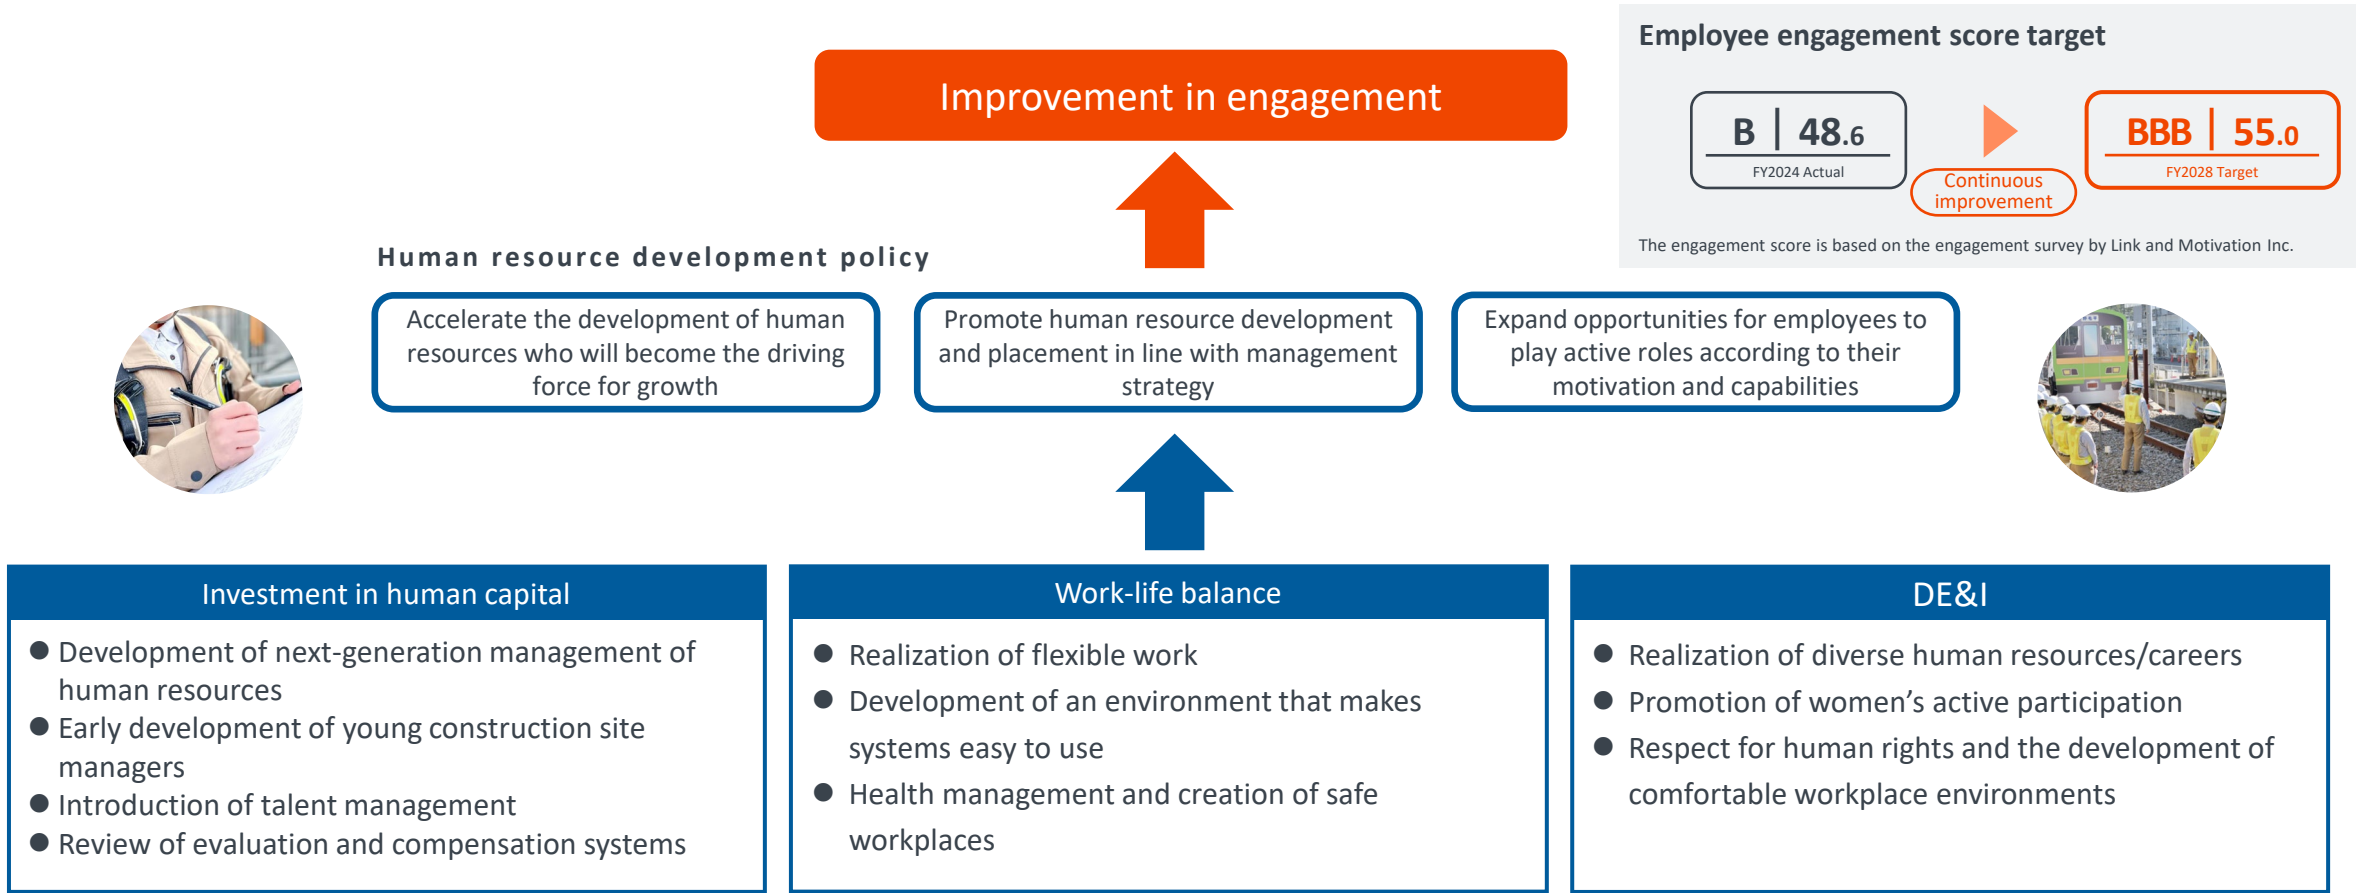 Employee engagement score target
Improvement in engagement
B | 48.6
FY2024 Actual
Continuous
improvement
BBB | 55.0
FY2028 Target
The engagement score is based on the engagement survey by Link and Motivation Inc.
Human resource development policy
Accelerate the development of human
resources who will become the driving
force for growth
Promote human resource development
and placement in line with management
strategy
Expand opportunities for employees to
play active roles according to their
motivation and capabilities
Investment in human capital
● Development of next-generation management of
human resources
● Early development of young construction site
managers
● Introduction of talent management
● Review of evaluation and compensation systems
Work-life balance
● Realization of flexible work
● Development of an environment that makes
systems easy to use
● Health management and creation of safe
workplaces
DE&I
● Realization of diverse human resources/careers
● Promotion of women’s active participation
● Respect for human rights and the development of
comfortable workplace environments